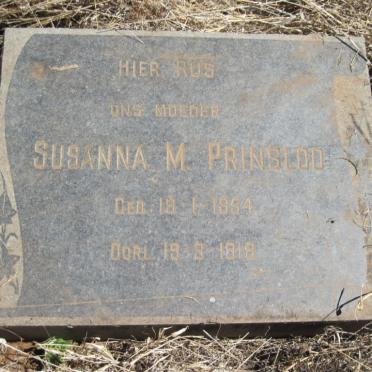 HIER RUS
ONS MOEDER
SUSANNA M. PRINSLOO
GEB. 18-1-1864
OORL. 19-3-1918